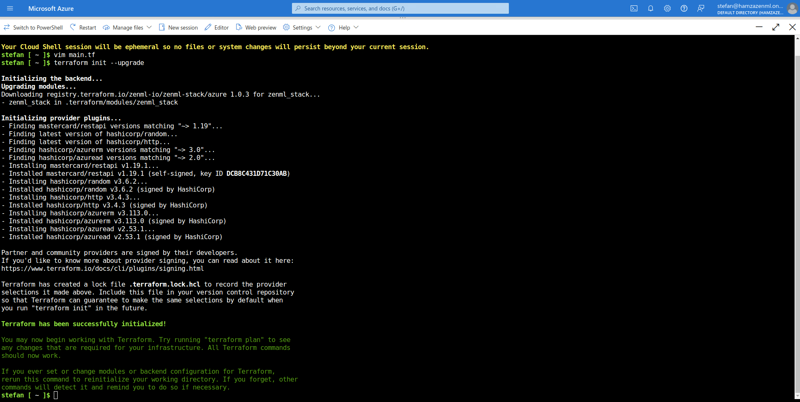 Microsoft Azure
Search resources, services, and docs (G+/)
stefan@hamzazenml.on...
DEFAULT DIRECTORY (HAMZAZE...
Switch to PowerShell Restart Manage files New session Editor Web preview Settings Help
Your Cloud Shell session will be ephemeral so no files or system changes will persist beyond your current session.
stefan [ ~ ]$ vim main.tf
stefan [ ~ ]$ terraform init --upgrade
Initializing the backend...
Upgrading modules...
Downloading registry.terraform.io/zenml-io/zenml-stack/azure 1.0.3 for zenml_stack...
- zenml_stack in .terraform/modules/zenml_stack
Initializing provider plugins...
- Finding mastercard/restapi versions matching "~> 1.19"...
- Finding latest version of hashicorp/random...
- Finding latest version of hashicorp/http...
- Finding hashicorp/azurerm versions matching "~> 3.0"...
- Finding hashicorp/azuread versions matching "~> 2.0"...
- Installing mastercard/restapi v1.19.1...
- Installed mastercard/restapi v1.19.1 (self-signed, key ID DCB8C431D71C30AB)
- Installing hashicorp/random v3.6.2...
- Installed hashicorp/random v3.6.2 (signed by HashiCorp)
- Installing hashicorp/http v3.4.3...
- Installed hashicorp/http v3.4.3 (signed by HashiCorp)
- Installing hashicorp/azurerm v3.113.0...
- Installed hashicorp/azurerm v3.113.0 (signed by HashiCorp)
- Installing hashicorp/azuread v2.53.1...
- Installed hashicorp/azuread v2.53.1 (signed by HashiCorp)
Partner and community providers are signed by their developers.
If you'd like to know more about provider signing, you can read about it here:
https://www.terraform.io/docs/cli/plugins/signing.html
Terraform has created a lock file .terraform.lock.hcl to record the provider
selections it made above. Include this file in your version control repository
so that Terraform can guarantee to make the same selections by default when
you run "terraform init" in the future.
Terraform has been successfully initialized!
You may now begin working with Terraform. Try running "terraform plan" to see
any changes that are required for your infrastructure. All Terraform commands
should now work.
If you ever set or change modules or backend configuration for Terraform,
rerun this command to reinitialize your working directory. If you forget, other
commands will detect it and remind you to do so if necessary.
stefan [ ~ ]$